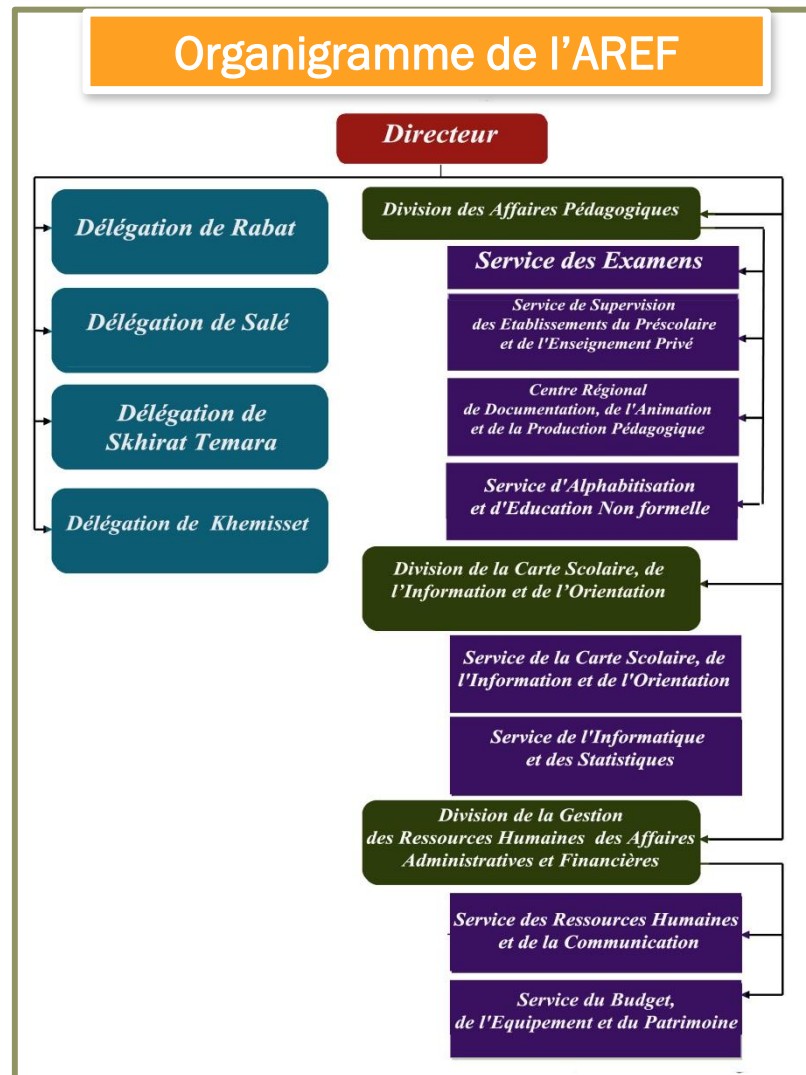 Organigramme de l'AREF
Directeur
Délégation de Rabat
Délégation de Salé
Délégation de
Skhirat Temara
Délégation de Khemisset
Division des Affaires Pédagogiques
Service des Examens
Service de Supervision
des Etablissements du Préscolaire
et de l'Enseignement Privé
Centre Régional
de Documentation, de l'Animation
et de la Production Pédagogique
Service d'Alphabitisation
et d'Education Non formelle
Division de la Carte Scolaire, de
l'Information et de l'Orientation
Service de la Carte Scolaire, de
l'Information et de l'Orientation
Service de l'Informatique
et des Statistiques
Division de la Gestion
des Ressources Humaines des Affaires
Administratives et Financières
Service des Ressources Humaines
et de la Communication
Service du Budget,
de l'Equipement et du Patrimoine